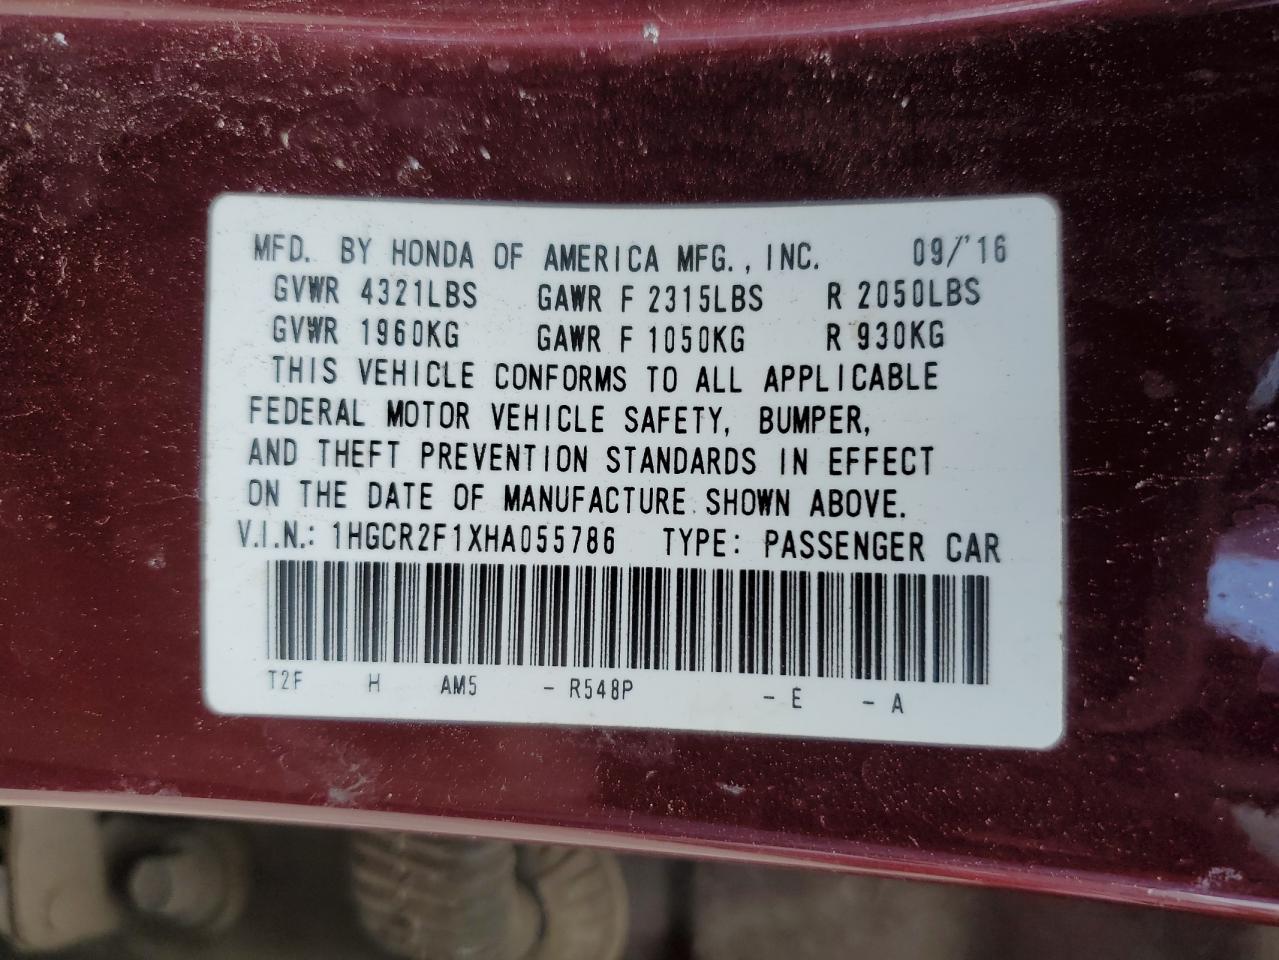 MFD. BY HONDA OF AMERICA MFG., INC. 09/'16
GVWR 4321LBS GAWR F 2315LBS R 2050LBS
GVWR 1960KG GAWR F 1050KG R 930KG
THIS VEHICLE CONFORMS TO ALL APPLICABLE
FEDERAL MOTOR VEHICLE SAFETY, BUMPER,
AND THEFT PREVENTION STANDARDS IN EFFECT
ON THE DATE OF MANUFACTURE SHOWN ABOVE.
V.I.N.: 1HGCR2F1XHA055786 TYPE: PASSENGER CAR
T2F H AM5 - R548P - E - A